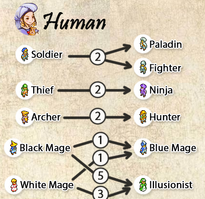 Human
Soldier 2 Paladin
Fighter
Thief 2 Ninja
Archer 2 Hunter
Black Mage 1 Blue Mage
1
5
White Mage 3 Illusionist